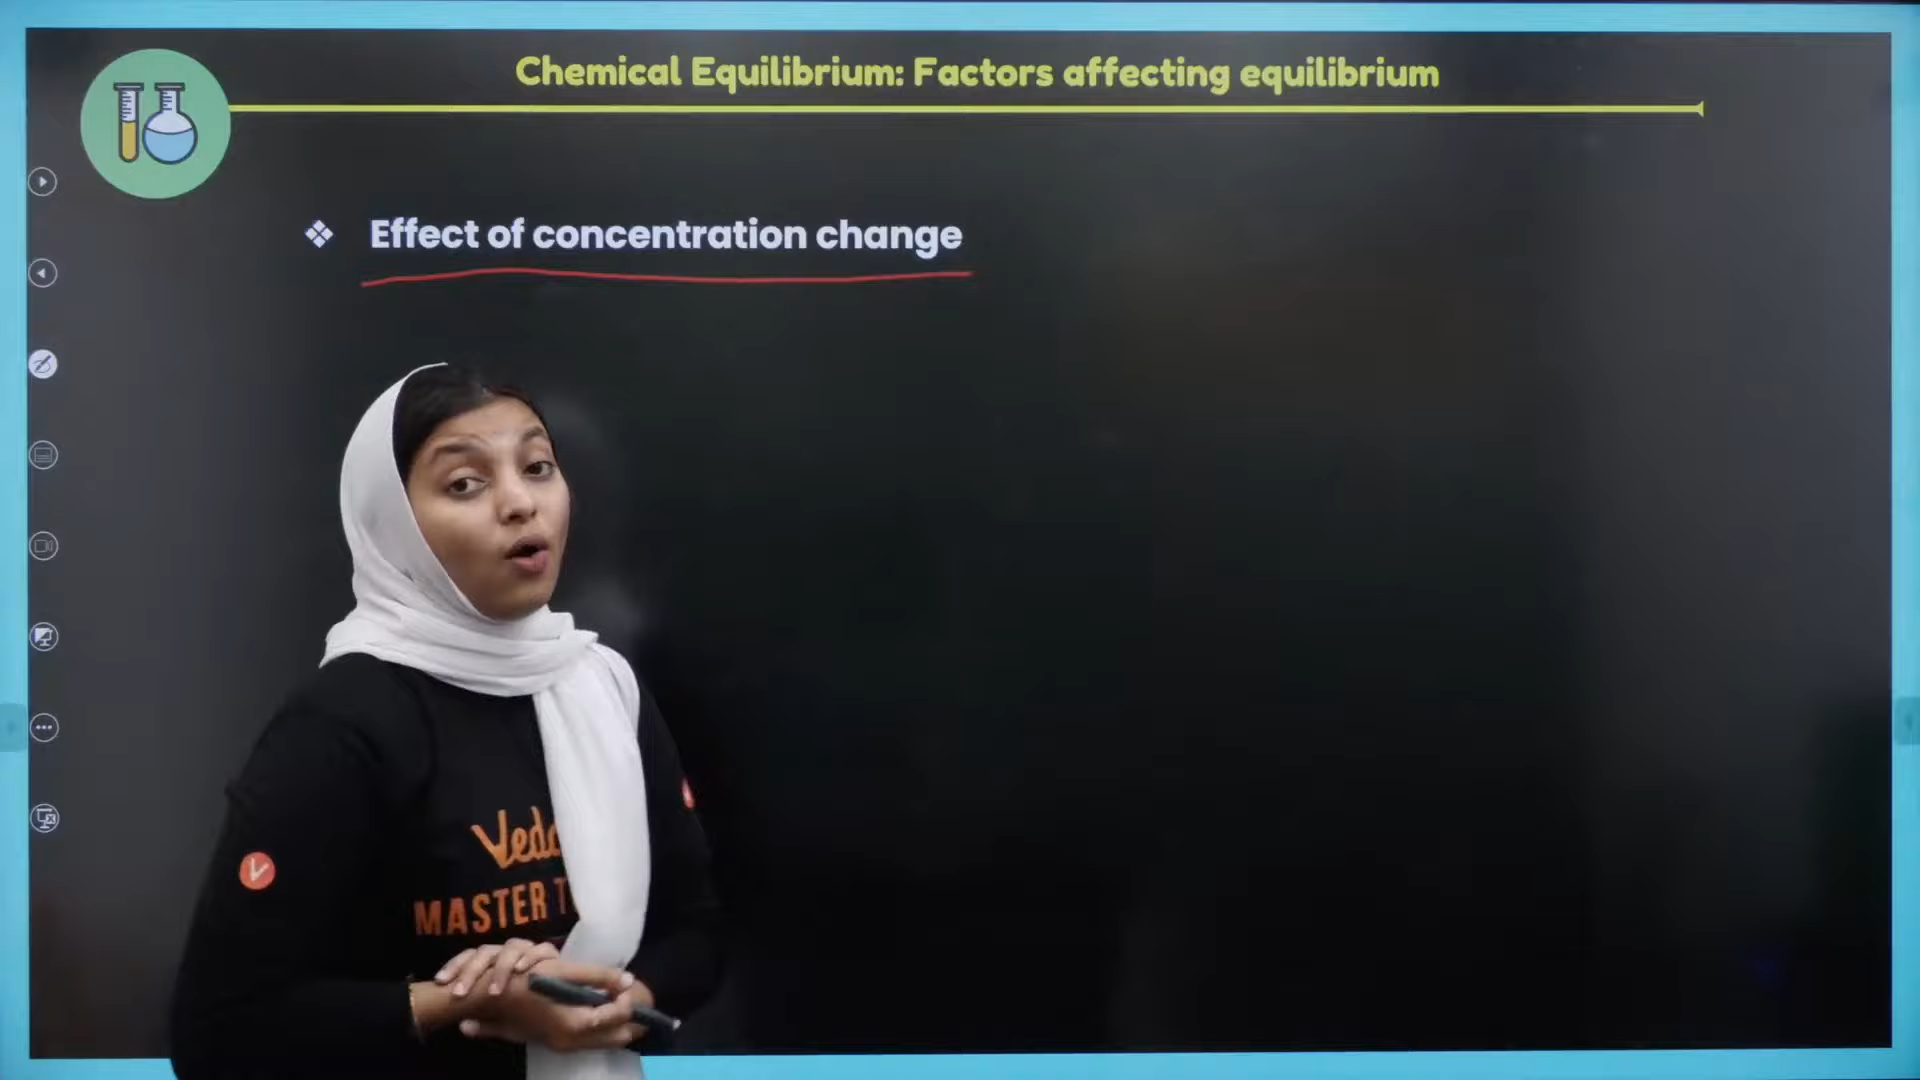 Chemical Equilibrium: Factors affecting equilibrium
Effect of concentration change
MASTER